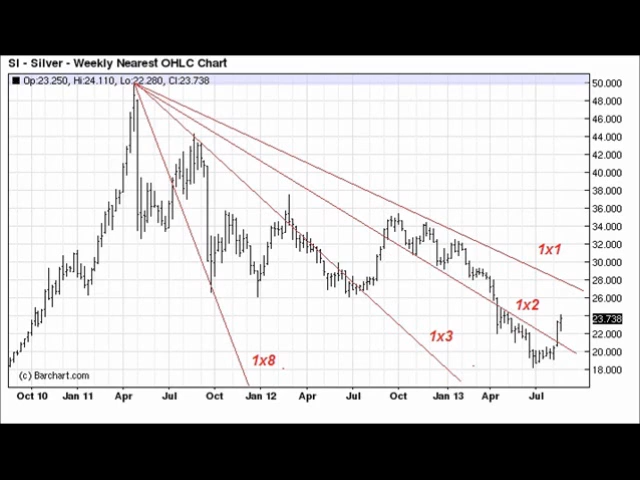 SI - Silver - Weekly Nearest OHLC Chart
Op:23.250, Hi:24.110, Lo:22.280, Cl:23.738
50.000
48.000
46.000
44.000
42.000
40.000
38.000
36.000
34.000
32.000
30.000
28.000
26.000
23.738
22.000
20.000
18.000
1x1
1x2
1x3
1x8
(c) Barchart.com
Oct 10 Jan 11 Apr Jul Oct Jan 12 Apr Jul Oct Jan 13 Apr Jul